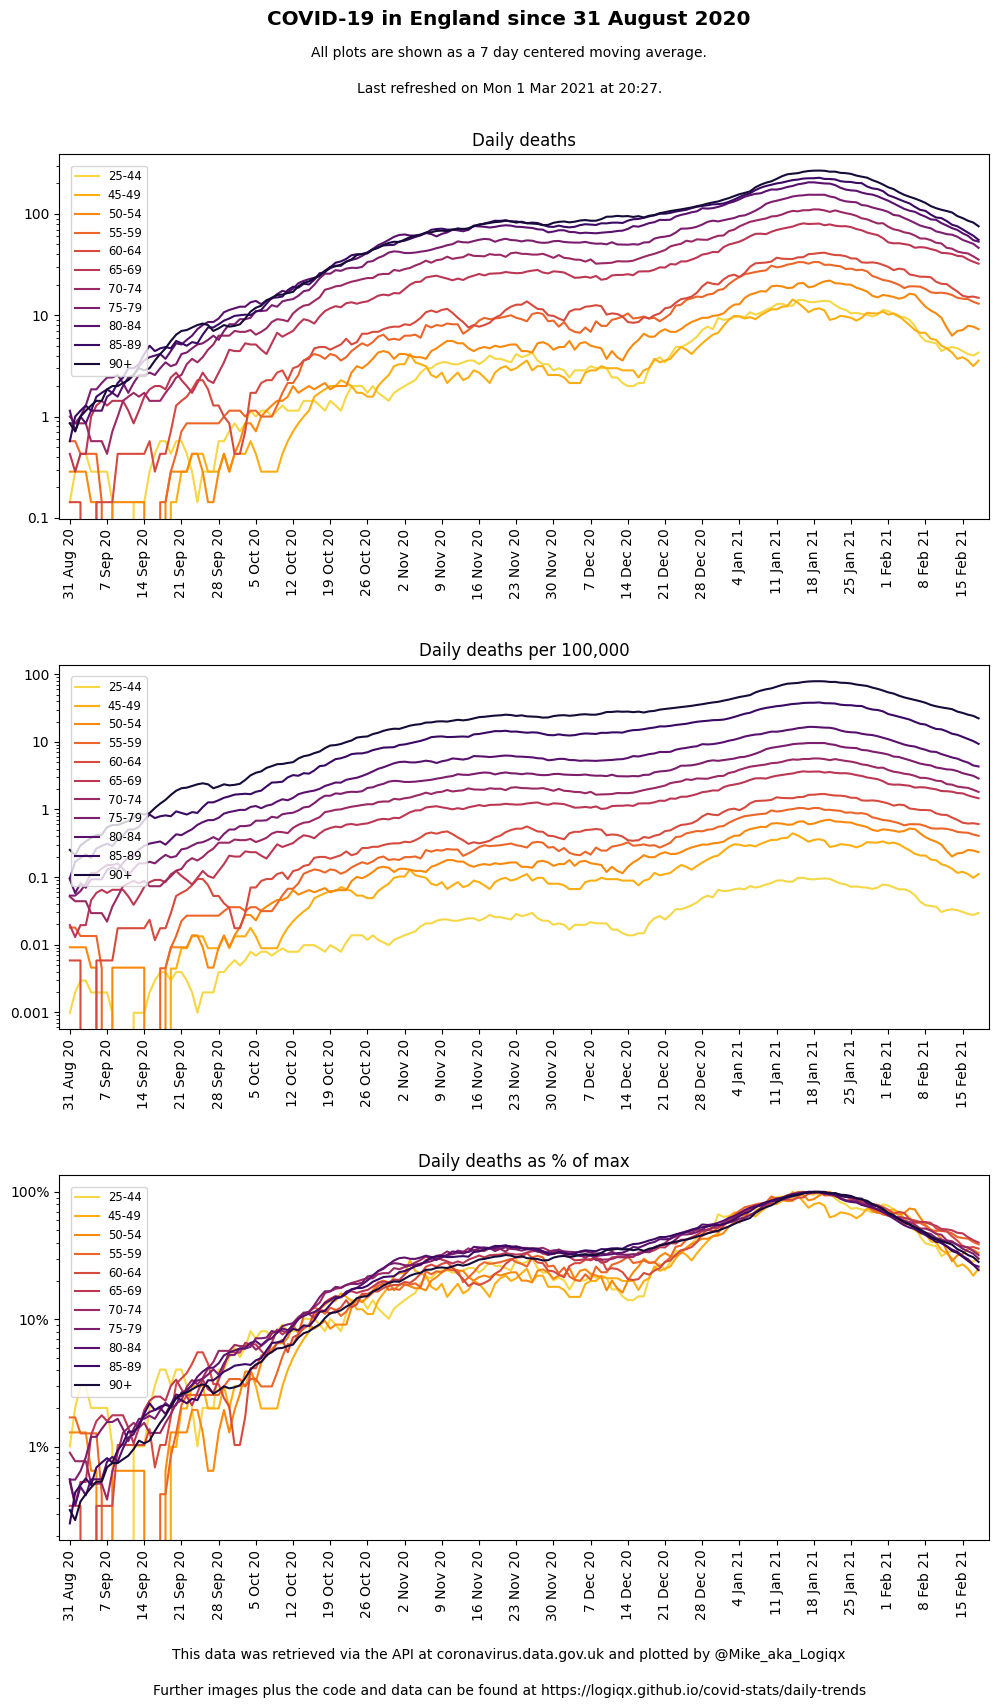 COVID-19 in England since 31 August 2020
All plots are shown as a 7 day centered moving average.
Last refreshed on Mon 1 Mar 2021 at 20:27.
Daily deaths
25-44
45-49
50-54
55-59
60-64
65-69
70-74
75-79
80-84
85-89
90+
100
10
1
0.1
31 Aug 20
7 Sep 20
14 Sep 20
21 Sep 20
28 Sep 20
5 Oct 20
12 Oct 20
19 Oct 20
26 Oct 20
2 Nov 20
9 Nov 20
16 Nov 20
23 Nov 20
30 Nov 20
7 Dec 20
14 Dec 20
21 Dec 20
28 Dec 20
4 Jan 21
11 Jan 21
18 Jan 21
25 Jan 21
1 Feb 21
8 Feb 21
15 Feb 21
Daily deaths per 100,000
25-44
45-49
50-54
55-59
60-64
65-69
70-74
75-79
80-84
85-89
90+
100
10
1
0.1
0.01
0.001
31 Aug 20
7 Sep 20
14 Sep 20
21 Sep 20
28 Sep 20
5 Oct 20
12 Oct 20
19 Oct 20
26 Oct 20
2 Nov 20
9 Nov 20
16 Nov 20
23 Nov 20
30 Nov 20
7 Dec 20
14 Dec 20
21 Dec 20
28 Dec 20
4 Jan 21
11 Jan 21
18 Jan 21
25 Jan 21
1 Feb 21
8 Feb 21
15 Feb 21
Daily deaths as % of max
25-44
45-49
50-54
55-59
60-64
65-69
70-74
75-79
80-84
85-89
90+
100%
10%
1%
31 Aug 20
7 Sep 20
14 Sep 20
21 Sep 20
28 Sep 20
5 Oct 20
12 Oct 20
19 Oct 20
26 Oct 20
2 Nov 20
9 Nov 20
16 Nov 20
23 Nov 20
30 Nov 20
7 Dec 20
14 Dec 20
21 Dec 20
28 Dec 20
4 Jan 21
11 Jan 21
18 Jan 21
25 Jan 21
1 Feb 21
8 Feb 21
15 Feb 21
This data was retrieved via the API at coronavirus.data.gov.uk and plotted by @Mike_aka_Logiqx
Further images plus the code and data can be found at https://logiqx.github.io/covid-stats/daily-trends